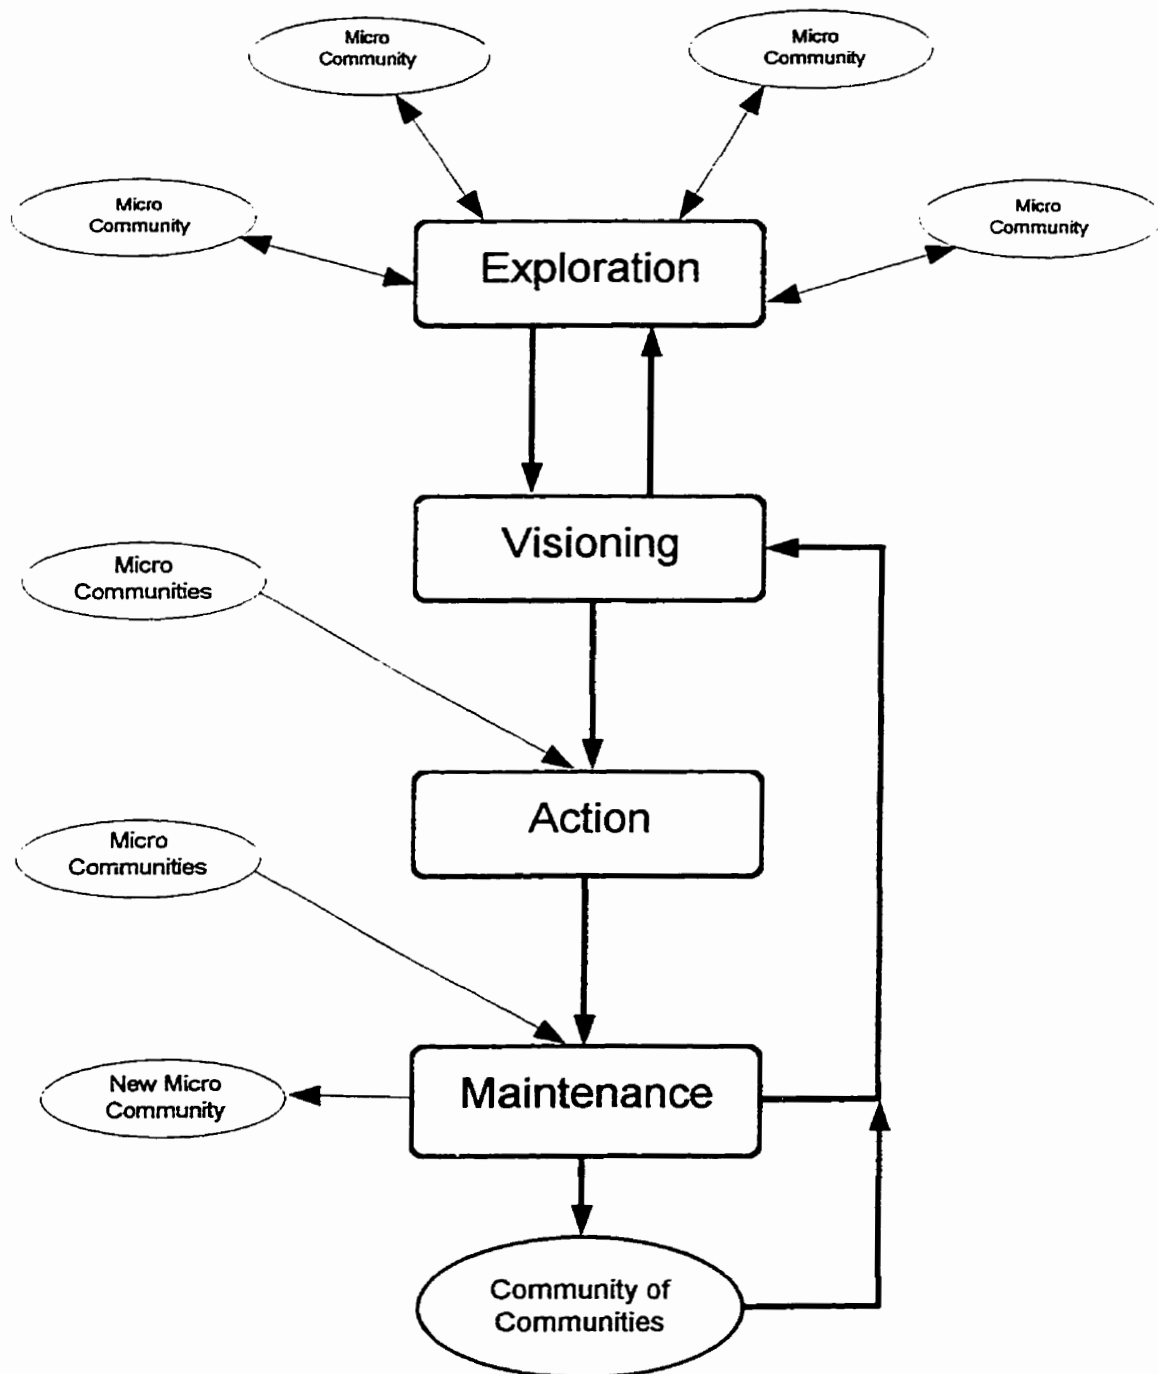 Micro
Community
Micro
Community
Micro
Community
Micro
Community
Exploration
Visioning
Micro
Communities
Action
Micro
Communities
Maintenance
New Micro
Community
Community of
Communities